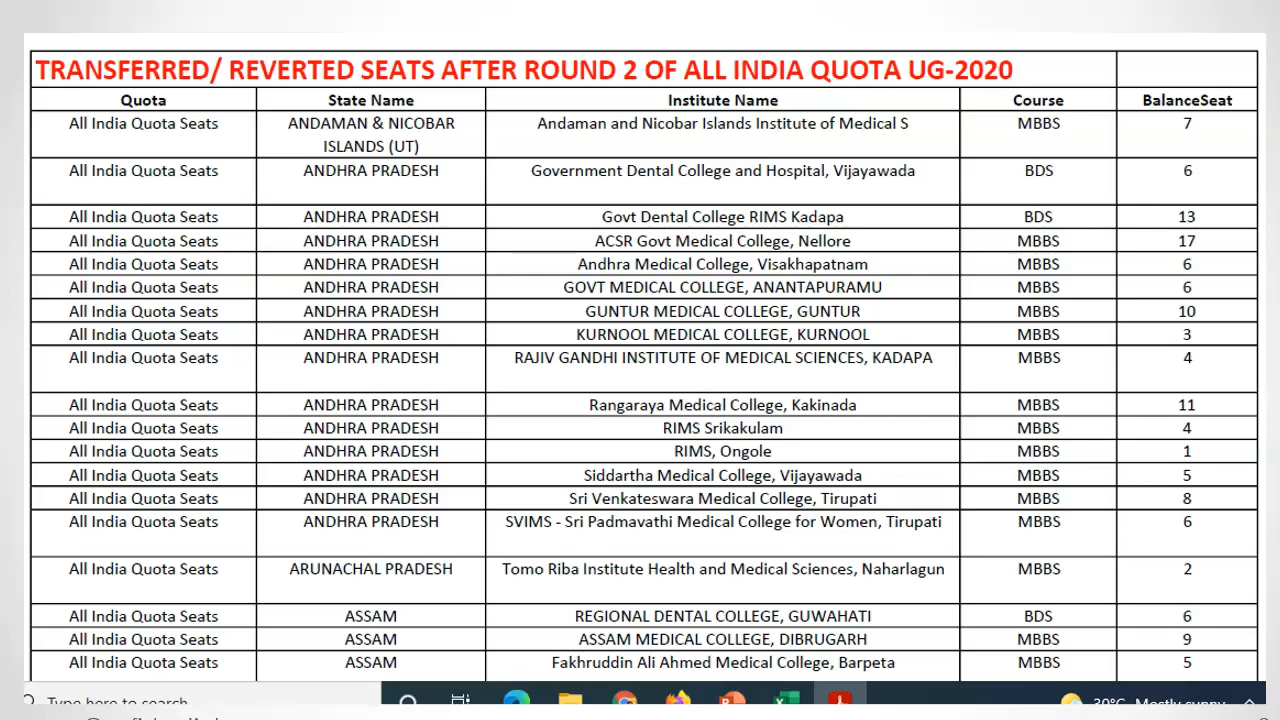 TRANSFERRED/ REVERTED SEATS AFTER ROUND 2 OF ALL INDIA QUOTA UG-2020
Quota State Name Institute Name Course BalanceSeat
All India Quota Seats ANDAMAN & NICOBAR Andaman and Nicobar Islands Institute of Medical S MBBS 7
ISLANDS (UT)
All India Quota Seats ANDHRA PRADESH Government Dental College and Hospital, Vijayawada BDS 6
All India Quota Seats ANDHRA PRADESH Govt Dental College RIMS Kadapa BDS 13
All India Quota Seats ANDHRA PRADESH ACSR Govt Medical College, Nellore MBBS 17
All India Quota Seats ANDHRA PRADESH Andhra Medical College, Visakhapatnam MBBS 6
All India Quota Seats ANDHRA PRADESH GOVT MEDICAL COLLEGE, ANANTAPURAMU MBBS 6
All India Quota Seats ANDHRA PRADESH GUNTUR MEDICAL COLLEGE, GUNTUR MBBS 10
All India Quota Seats ANDHRA PRADESH KURNOOL MEDICAL COLLEGE, KURNOOL MBBS 3
All India Quota Seats ANDHRA PRADESH RAJIV GANDHI INSTITUTE OF MEDICAL SCIENCES, KADAPA MBBS 4
All India Quota Seats ANDHRA PRADESH Rangaraya Medical College, Kakinada MBBS 11
All India Quota Seats ANDHRA PRADESH RIMS Srikakulam MBBS 4
All India Quota Seats ANDHRA PRADESH RIMS, Ongole MBBS 1
All India Quota Seats ANDHRA PRADESH Siddartha Medical College, Vijayawada MBBS 5
All India Quota Seats ANDHRA PRADESH Sri Venkateswara Medical College, Tirupati MBBS 8
All India Quota Seats ANDHRA PRADESH SVIMS - Sri Padmavathi Medical College for Women, Tirupati MBBS 6
All India Quota Seats ARUNACHAL PRADESH Tomo Riba Institute Health and Medical Sciences, Naharlagun MBBS 2
All India Quota Seats ASSAM REGIONAL DENTAL COLLEGE, GUWAHATI BDS 6
All India Quota Seats ASSAM ASSAM MEDICAL COLLEGE, DIBRUGARH MBBS 9
All India Quota Seats ASSAM Fakhruddin Ali Ahmed Medical College, Barpeta MBBS 5
Type here to search 30°C Mostly sunny